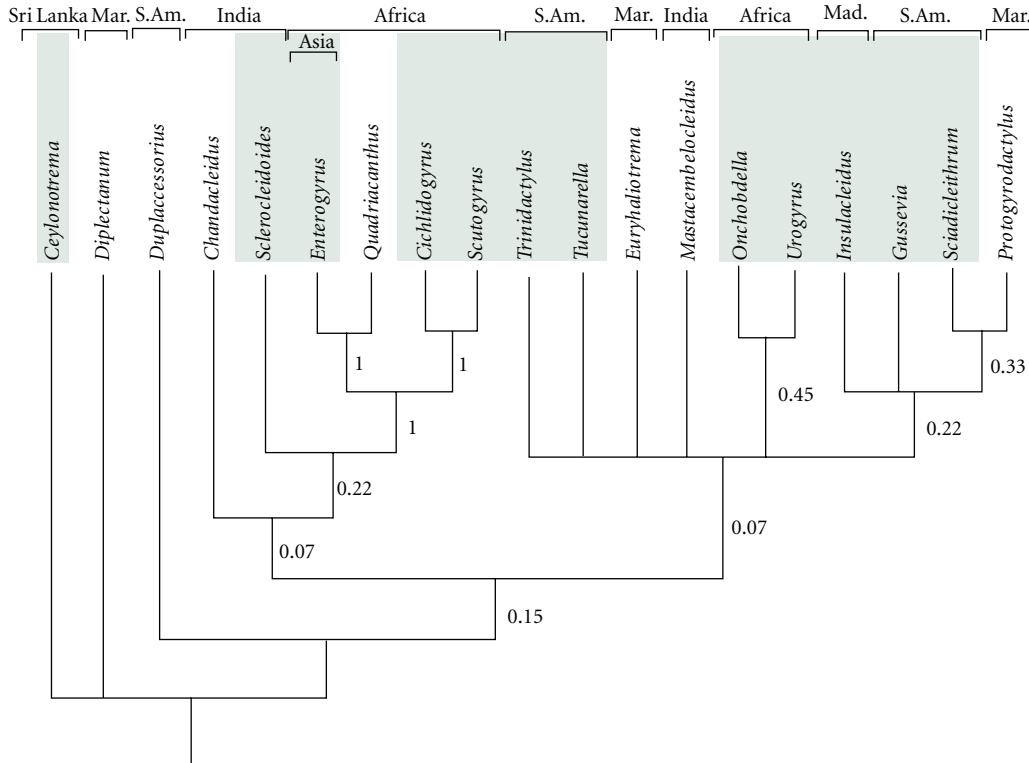 Sri Lanka Mar. S.Am. India Africa S.Am. Mar. India Africa Mad. S.Am. Mar.
Asia
Ceylonotrema
Diplectanum
Duplaccessorius
Chandacleidus
Sclerocleidoides
Enterogyrus
Quadriacanthus
Cichlidogyrus
Scutogyrus
Trinidactylus
Tucunarella
Euryhaliotrema
Mastacembelocleidus
Onchobdella
Urogyrus
Insulacleidus
Gussevia
Sciadicleithrum
Protogyrodactylus
1 1 0.33
0.45
1 0.22
0.22
0.07
0.07
0.15